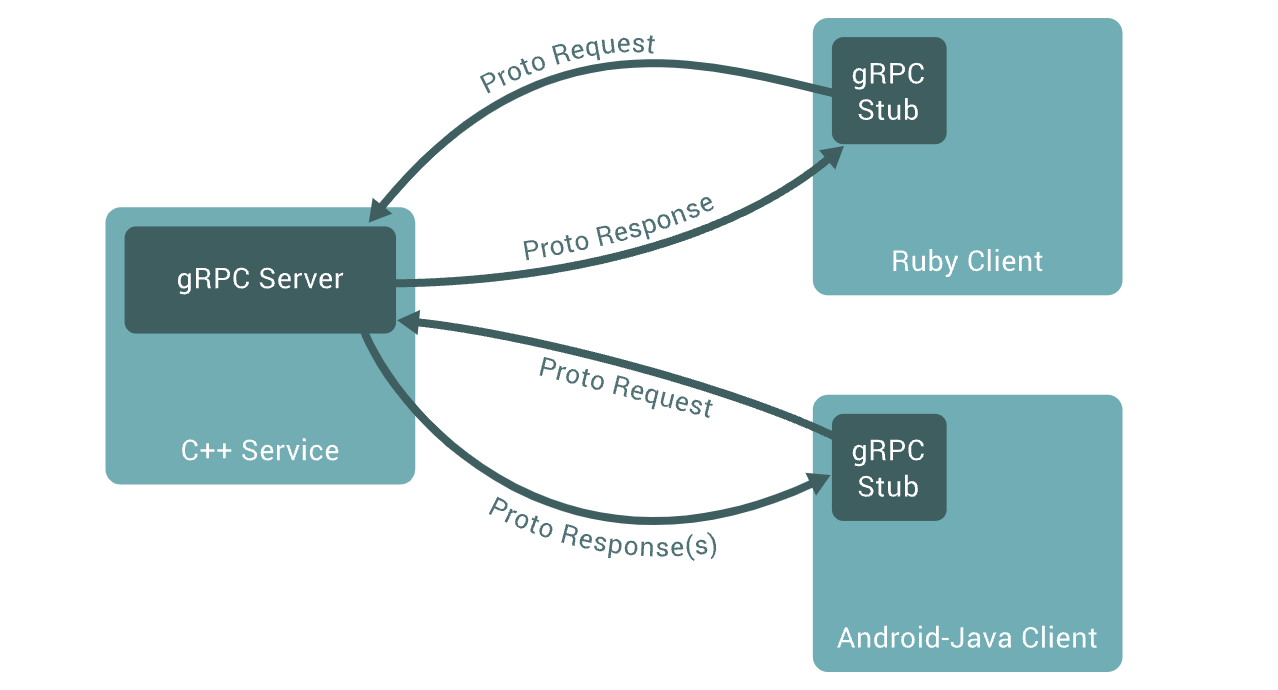 Proto Request
gRPC
Stub
Proto Response
Ruby Client
gRPC Server
C++ Service
Proto Request
gRPC
Stub
Proto Response(s)
Android-Java Client